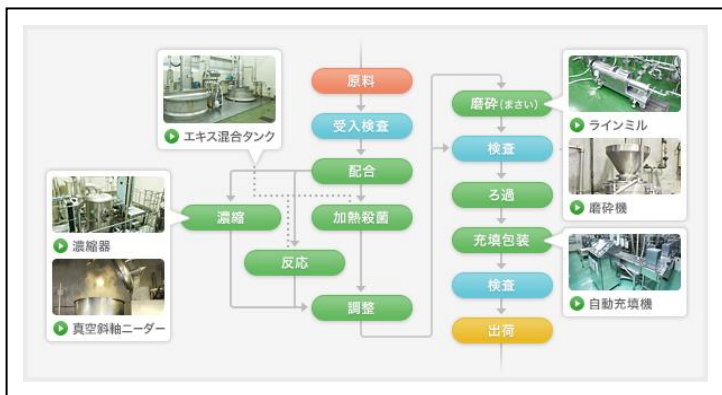 原料
受入検査
配合
濃縮
加熱殺菌
反応
調整
エキス混合タンク
濃縮器
真空斜軸ニーダー
磨砕(まさい)
検査
ろ過
充填包装
検査
出荷
ラインミル
磨砕機
自動充填機